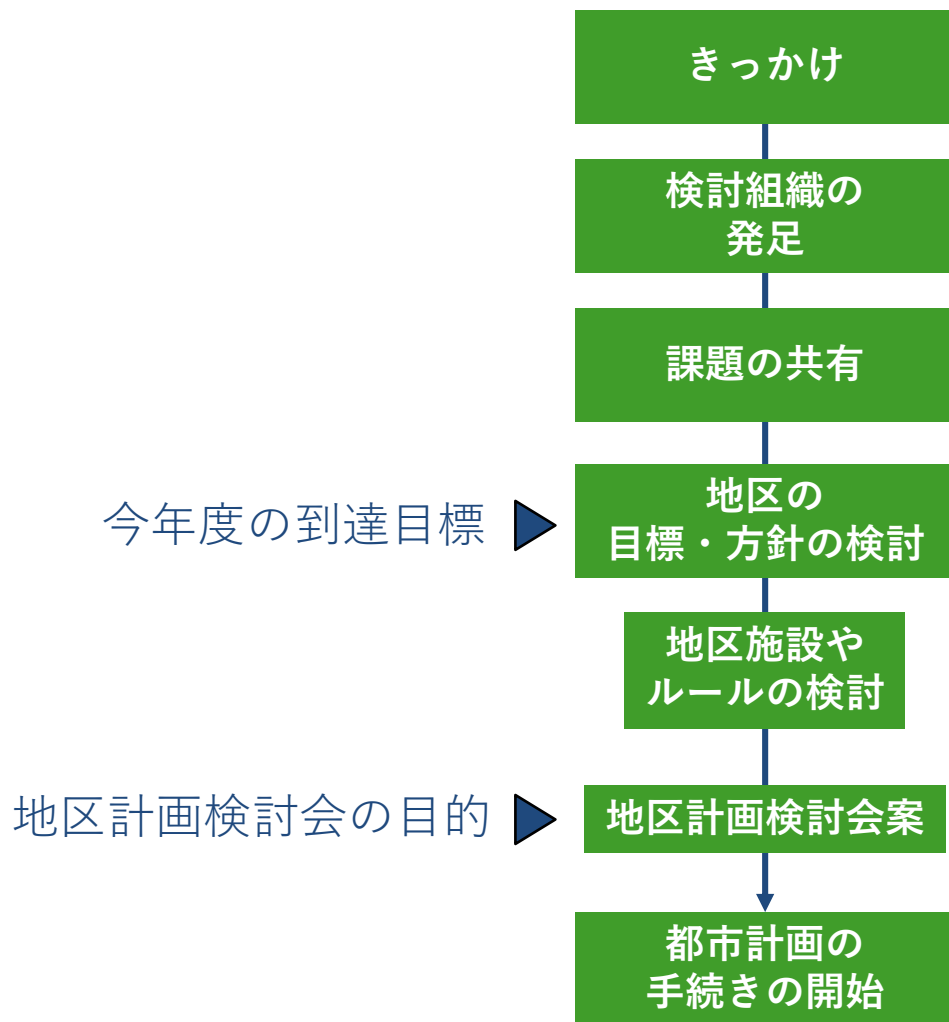 きっかけ
検討組織の
発足
課題の共有
今年度の到達目標
地区の
目標・方針の検討
地区施設や
ルールの検討
地区計画検討会の目的
地区計画検討会案
都市計画の
手続きの開始